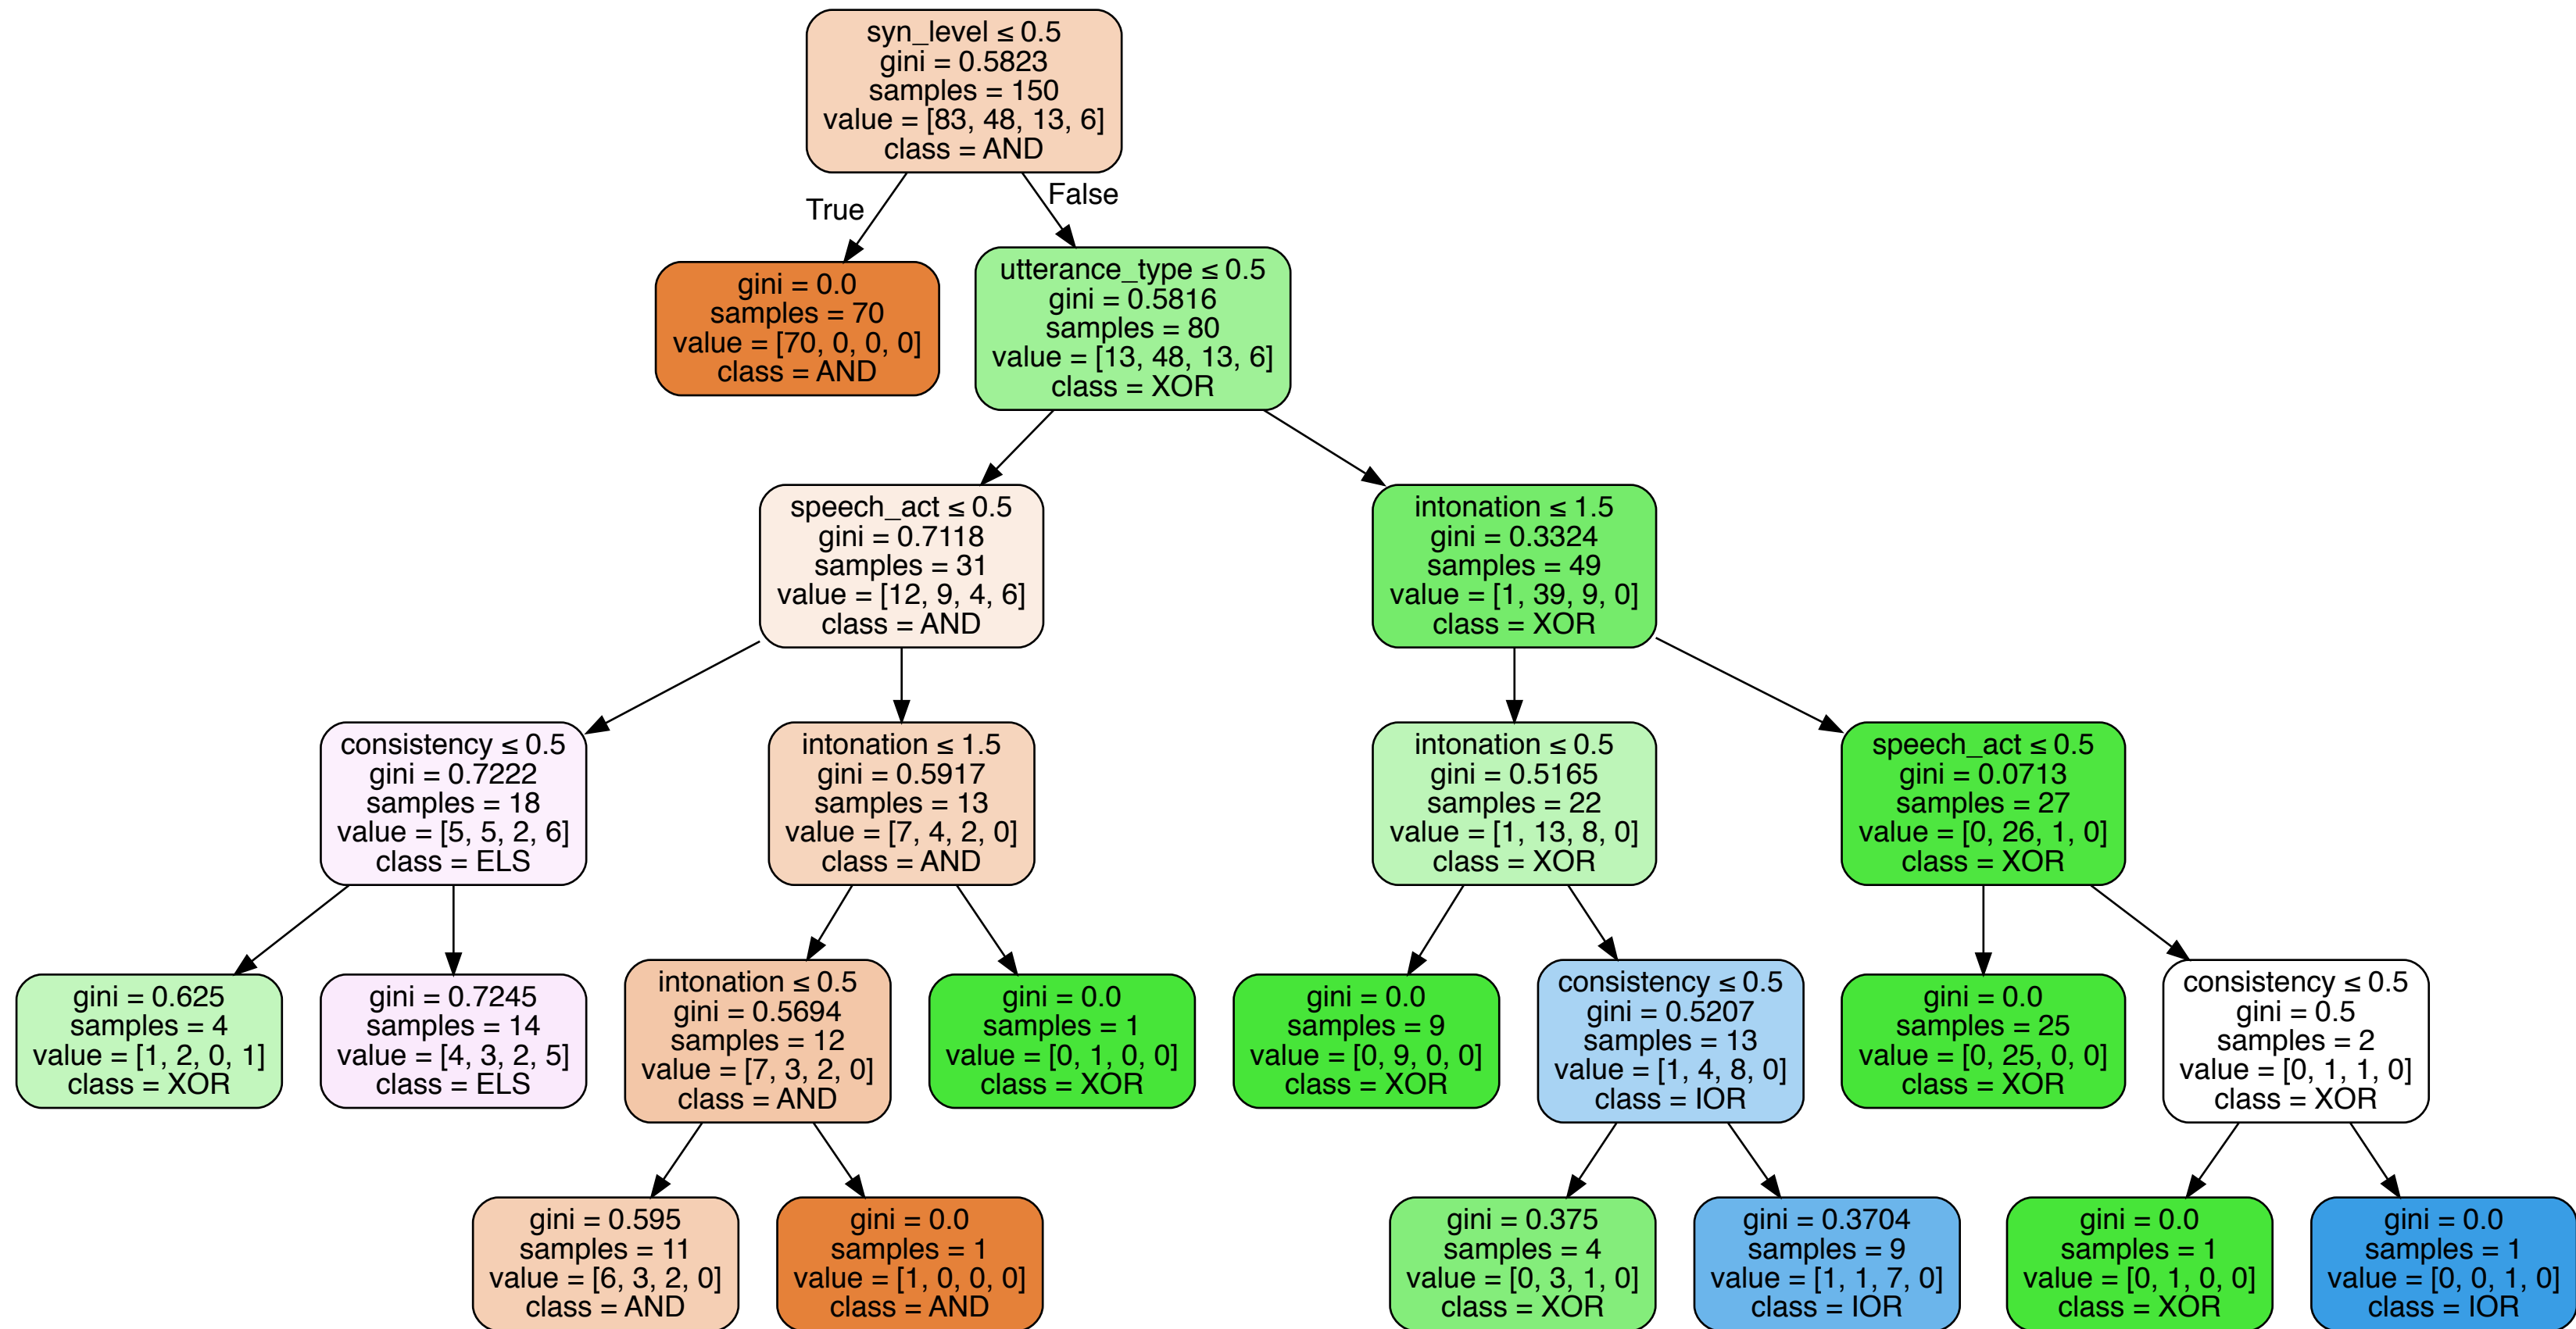 syn_level ≤ 0.5
gini = 0.5823
samples = 150
value = [83, 48, 13, 6]
class = AND
True
False
gini = 0.0
samples = 70
value = [70, 0, 0, 0]
class = AND
utterance_type ≤ 0.5
gini = 0.5816
samples = 80
value = [13, 48, 13, 6]
class = XOR
speech_act ≤ 0.5
gini = 0.7118
samples = 31
value = [12, 9, 4, 6]
class = AND
intonation ≤ 1.5
gini = 0.3324
samples = 49
value = [1, 39, 9, 0]
class = XOR
consistency ≤ 0.5
gini = 0.7222
samples = 18
value = [5, 5, 2, 6]
class = ELS
intonation ≤ 1.5
gini = 0.5917
samples = 13
value = [7, 4, 2, 0]
class = AND
intonation ≤ 0.5
gini = 0.5165
samples = 22
value = [1, 13, 8, 0]
class = XOR
speech_act ≤ 0.5
gini = 0.0713
samples = 27
value = [0, 26, 1, 0]
class = XOR
gini = 0.625
samples = 4
value = [1, 2, 0, 1]
class = XOR
gini = 0.7245
samples = 14
value = [4, 3, 2, 5]
class = ELS
intonation ≤ 0.5
gini = 0.5694
samples = 12
value = [7, 3, 2, 0]
class = AND
gini = 0.0
samples = 1
value = [0, 1, 0, 0]
class = XOR
gini = 0.0
samples = 9
value = [0, 9, 0, 0]
class = XOR
consistency ≤ 0.5
gini = 0.5207
samples = 13
value = [1, 4, 8, 0]
class = IOR
gini = 0.0
samples = 25
value = [0, 25, 0, 0]
class = XOR
consistency ≤ 0.5
gini = 0.5
samples = 2
value = [0, 1, 1, 0]
class = XOR
gini = 0.595
samples = 11
value = [6, 3, 2, 0]
class = AND
gini = 0.0
samples = 1
value = [1, 0, 0, 0]
class = AND
gini = 0.375
samples = 4
value = [0, 3, 1, 0]
class = XOR
gini = 0.3704
samples = 9
value = [1, 1, 7, 0]
class = IOR
gini = 0.0
samples = 1
value = [0, 1, 0, 0]
class = XOR
gini = 0.0
samples = 1
value = [0, 0, 1, 0]
class = IOR